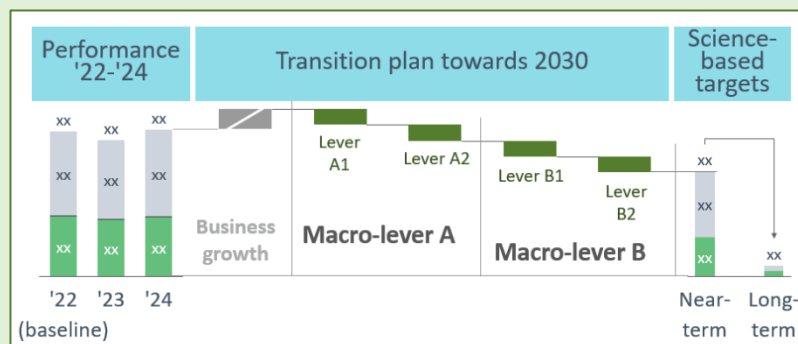 Performance
'22-'24
Transition plan towards 2030
Science-
based
targets
xx
xx
xx
xx
xx
xx
xx
xx
xx
Business
growth
Lever
A1
Lever A2
Macro-lever A
Lever B1
Lever
B2
Macro-lever B
xx
xx
xx
xx
'22
(baseline)
'23
'24
Near-
term
Long-
term